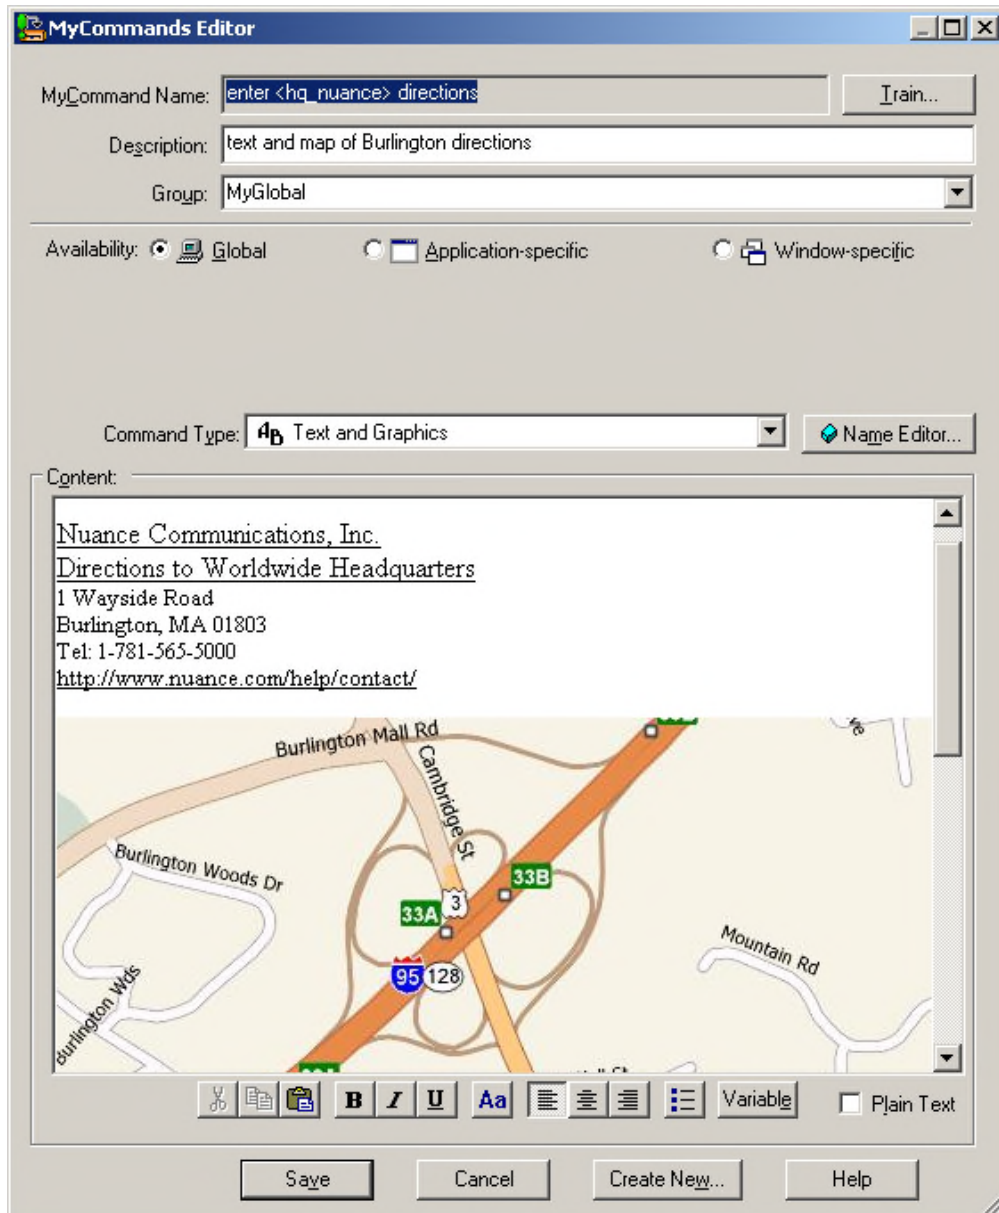 MyCommands Editor
MyCommand Name: enter <hq_nuance> directions Train...
Description: text and map of Burlington directions
Group: MyGlobal
Availability: Global Application-specific Window-specific
Command Type: AB Text and Graphics Name Editor...
Content:
Nuance Communications, Inc.
Directions to Worldwide Headquarters
1 Wayside Road
Burlington, MA 01803
Tel: 1-781-565-5000
http://www.nuance.com/help/contact/
Burlington Mall Rd
Cambridge St
Burlington Woods Dr
33B
33A 3
Mountain Rd
95 128
Burlington Wds
B I U Aa Variable Plain Text
Save Cancel Create New... Help